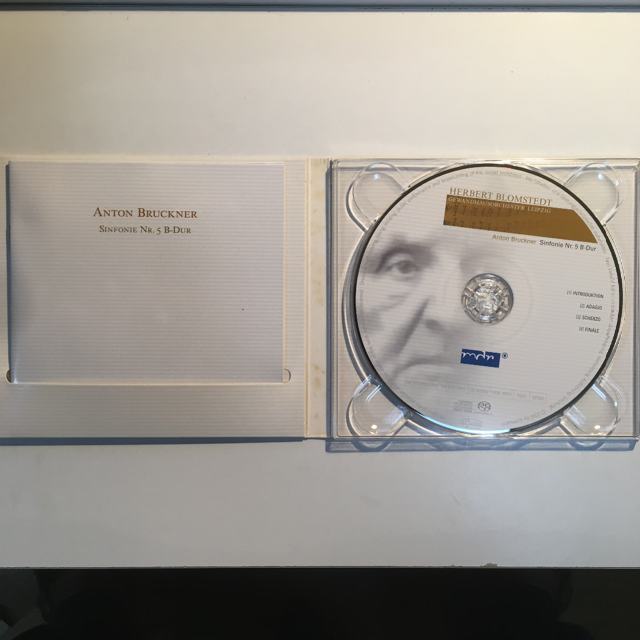 ANTON BRUCKNER
SINFONIE NR. 5 B-DUR
HERBERT BLOMSTEDT
GEWANDHAUSORCHESTER LEIPZIG
Anton Bruckner Sinfonie Nr. 5 B-Dur
[1] INTRODUKTION
[2] ADAGIO
[3] SCHERZO
[4] FINALE
mdr